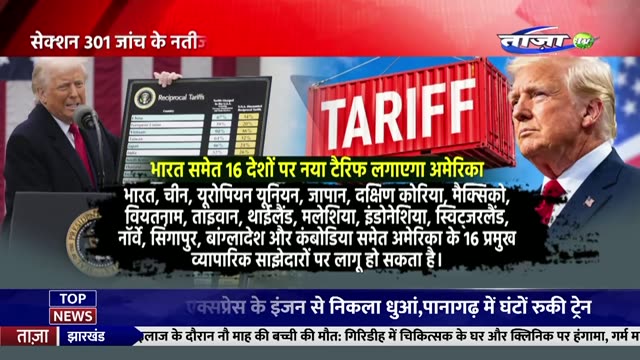 सेक्शन 301 जांच के नतीज
ताज़ा
Reciprocal Tariffs
TARIFF
भारत समेत 16 देशों पर नया टैरिफ लगाएगा अमेरिका
भारत, चीन, यूरोपियन यूनियन, जापान, दक्षिण कोरिया, मैक्सिको,
वियतनाम, ताइवान, थाईलैंड, मलेशिया, इंडोनेशिया, स्विट्जरलैंड,
नॉर्वे, सिंगापुर, बांग्लादेश और कंबोडिया समेत अमेरिका के 16 प्रमुख
व्यापारिक साझेदारों पर लागू हो सकता है।
TOP
NEWS
एक्सप्रेस के इंजन से निकला धुआं,पानागढ़ में घंटों रुकी ट्रेन
ताज़ा झारखंड
इलाज के दौरान नौ माह की बच्ची की मौत: गिरिडीह में चिकित्सक के घर और क्लिनिक पर हंगामा, गर्म म